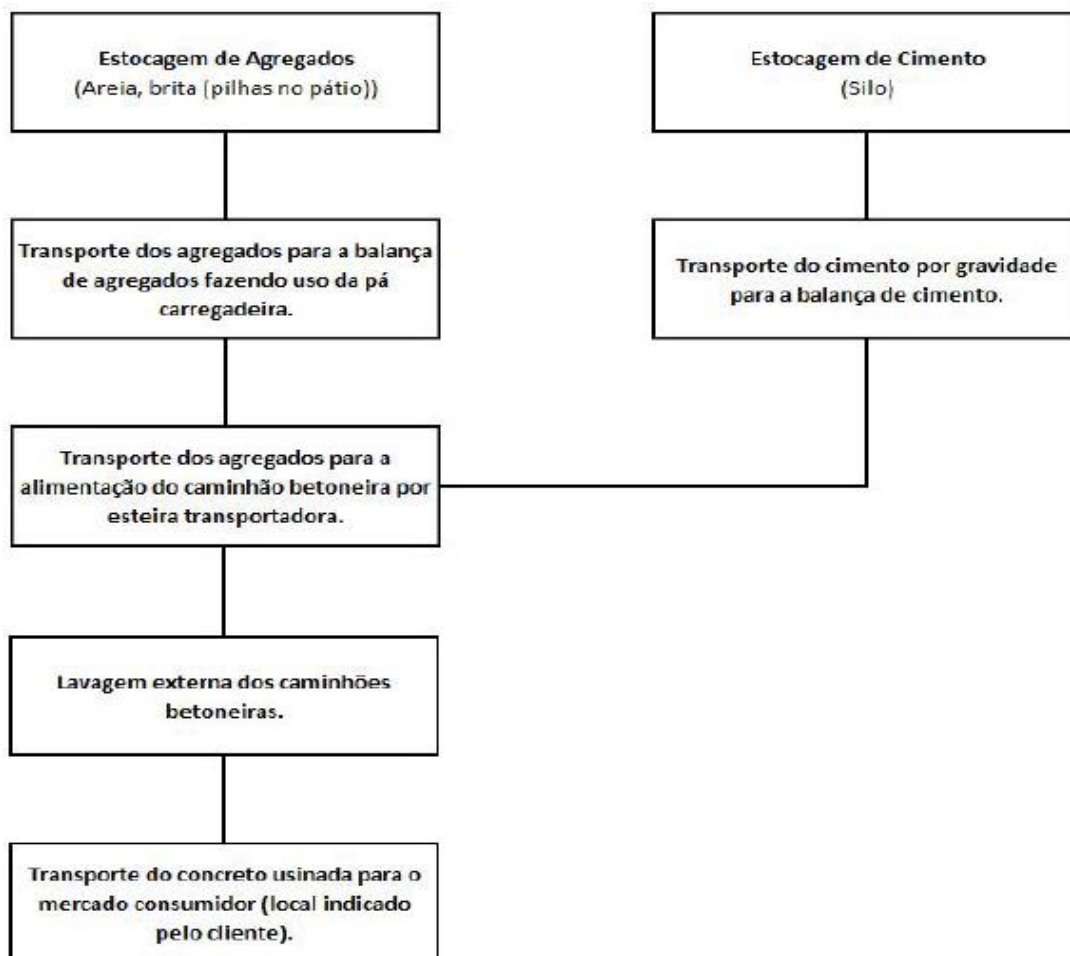 Estocagem de Agregados
(Areia, brita (pilhas no pátio))
Estocagem de Cimento
(Silo)
Transporte dos agregados para a balança
de agregados fazendo uso da pá
carregadeira.
Transporte do cimento por gravidade
para a balança de cimento.
Transporte dos agregados para a
alimentação do caminhão betoneira por
esteira transportadora.
Lavagem externa dos caminhões
betoneiras.
Transporte do concreto usinada para o
mercado consumidor (local indicado
pelo cliente).